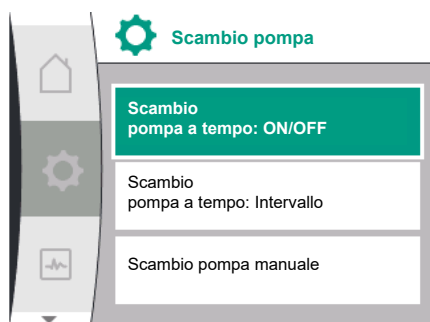 Scambio pompa
Scambio
pompa a tempo: ON/OFF
Scambio
pompa a tempo: Intervallo
Scambio pompa manuale